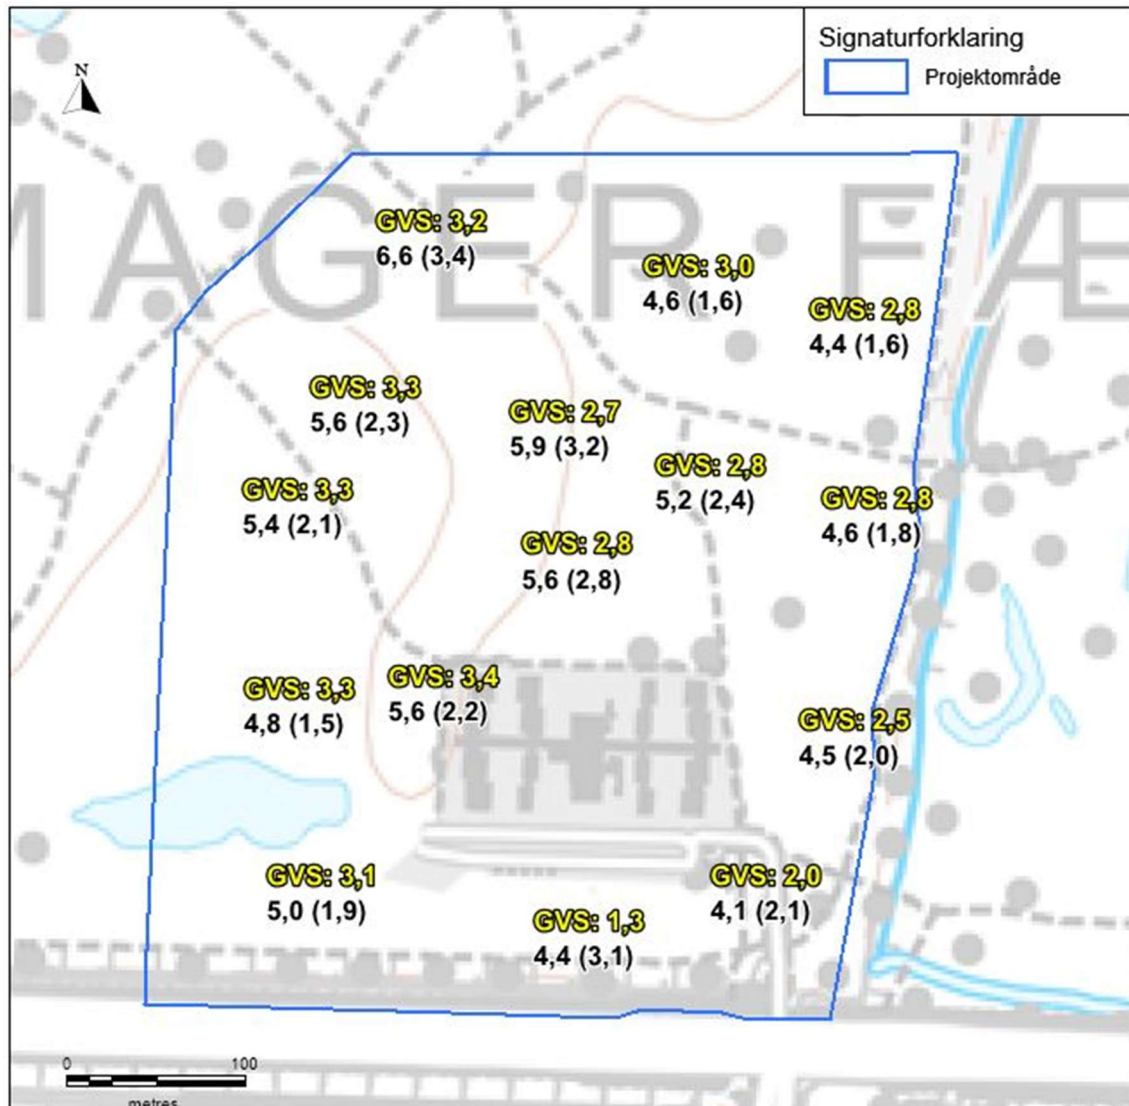 Signaturforklaring
Projektområde
N
MAGER FÆ
GVS: 3,2
6,6 (3,4)
GVS: 3,0
4,6 (1,6)
GVS: 2,8
4,4 (1,6)
GVS: 3,3
5,6 (2,3)
GVS: 2,7
5,9 (3,2)
GVS: 2,8
5,2 (2,4)
GVS: 3,3
5,4 (2,1)
GVS: 2,8
4,6 (1,8)
GVS: 2,8
5,6 (2,8)
GVS: 3,3
4,8 (1,5)
GVS: 3,4
5,6 (2,2)
GVS: 2,5
4,5 (2,0)
GVS: 3,1
5,0 (1,9)
GVS: 1,3
4,4 (3,1)
GVS: 2,0
4,1 (2,1)
0 100
metres